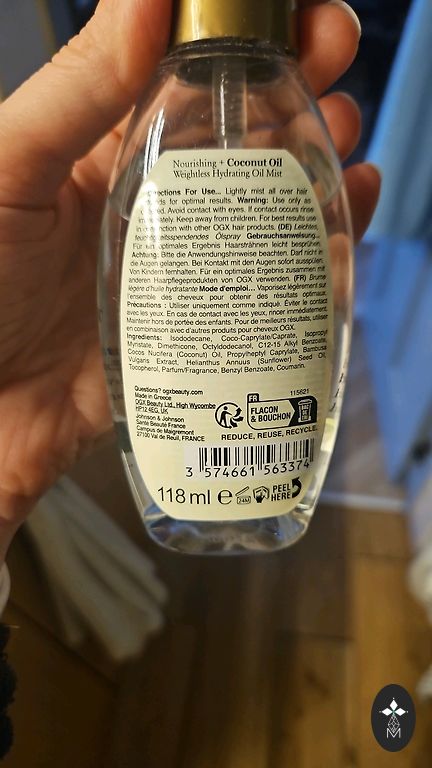 Nourishing + Coconut Oil
Weightless Hydrating Oil Mist
Directions For Use... Lightly mist all over hair
for optimal results. Warning: Use only as
Avoid contact with eyes. If contact occurs rinse
immediately. Keep away from children. For best results use
in connection with other OGX hair products. (DE) Leichtes,
feuchtigkeitsspendendes Ölspray Gebrauchsanweisung...
Für ein optimales Ergebnis Haarsträhnen leicht besprühen.
Achtung: Bitte die Anwendungshinweise beachten. Darf nicht in
die Augen gelangen. Bei Kontakt mit den Augen sofort ausspülen.
Von Kindern fernhalten. Für ein optimales Ergebnis zusammen mit
anderen Haarpflegeprodukten von OGX verwenden. (FR) Brume
légère d'huile hydratante Mode d'emploi... Vaporisez légèrement sur
l'ensemble des cheveux pour obtenir des résultats optimaux.
Précautions : Utiliser uniquement comme indiqué. Éviter le contact
avec les yeux. En cas de contact avec les yeux, rincer immédiatement.
Maintenir hors de portée des enfants. Pour de meilleurs résultats, utiliser
en combinaison avec d'autres produits pour cheveux OGX.
Ingredients: Isododecane, Coco-Caprylate/Caprate, Isopropyl
Myristate, Dimethicone, Octyldodecanol, C12-15 Alkyl Benzoate,
Cocos Nucifera (Coconut) Oil, Propylheptyl Caprylate, Bambusa
Vulgaris Extract, Helianthus Annuus (Sunflower) Seed Oil,
Tocopherol, Parfum/Fragrance, Benzyl Benzoate, Coumarin.
115621
Questions? ogxbeauty.com
Made in Greece
OGX Beauty Ltd., High Wycombe
HP12 4EG, UK
Johnson & Johnson
Santé Beauté France
Campus de Maigremont
27100 Val de Reuil, FRANCE
FR
FLACON
& BOUCHON
REDUCE, REUSE, RECYCLE.
3 574661 563374
118 ml e 24M PEEL
HERE
M